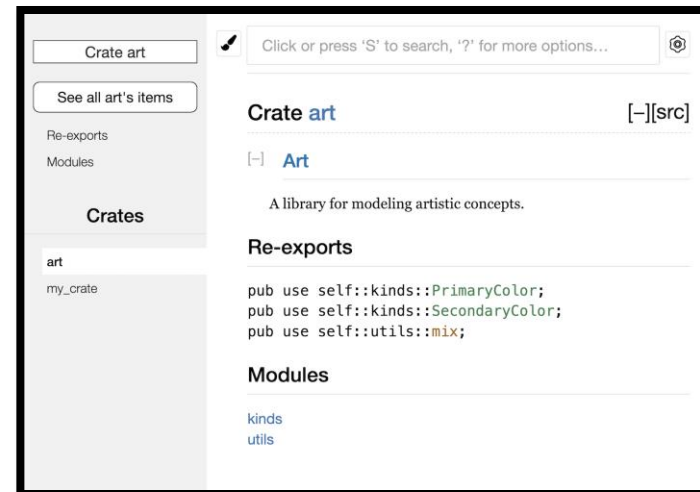 Crate art
See all art's items
Re-exports
Modules
Crates
art
my_crate
Click or press ‘S’ to search, ‘?’ for more options…
Crate art
[−][src]
[−] Art
A library for modeling artistic concepts.
Re-exports
pub use self::kinds::PrimaryColor;
pub use self::kinds::SecondaryColor;
pub use self::utils::mix;
Modules
kinds
utils